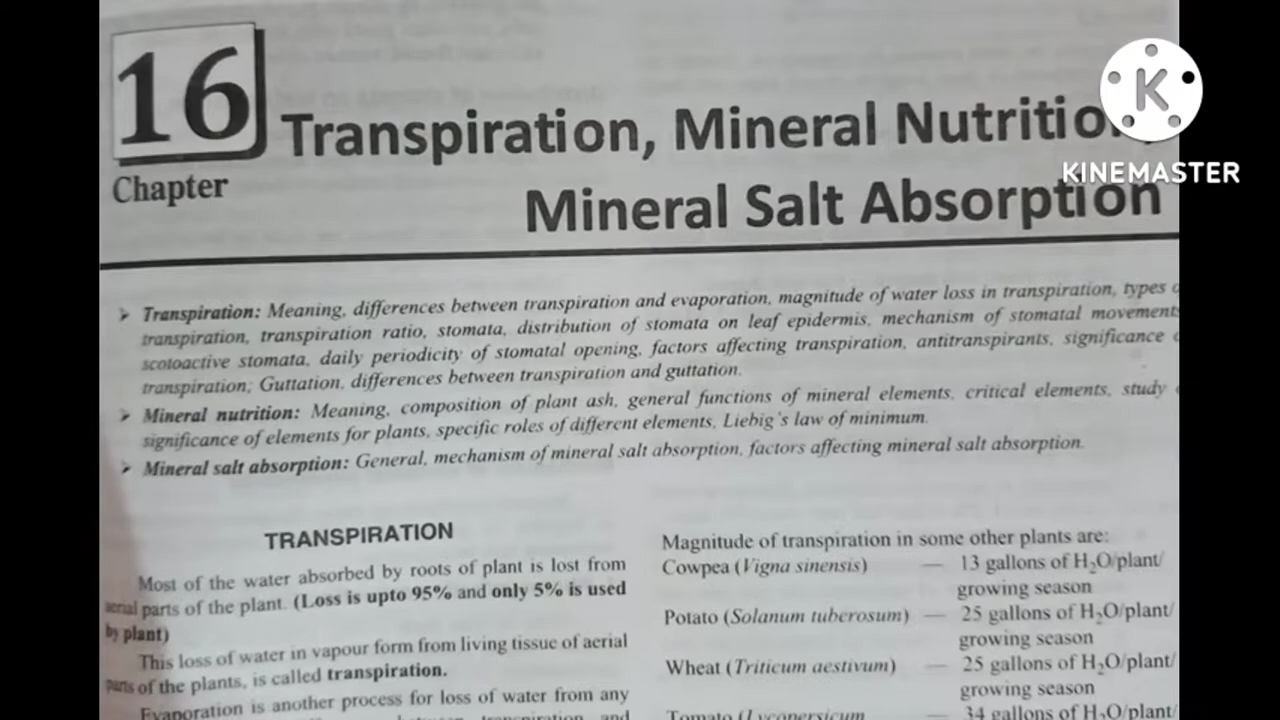 16
Chapter
Transpiration, Mineral Nutrition,
Mineral Salt Absorption
K
KINEMASTER
➤ Transpiration: Meaning, differences between transpiration and evaporation, magnitude of water loss in transpiration, types
transpiration, transpiration ratio, stomata, distribution of stomata on leaf epidermis, mechanism of stomatal movements
scotoactive stomata, daily periodicity of stomatal opening, factors affecting transpiration, antitranspirants, significance
transpiration; Guttation, differences between transpiration and guttation.
➤ Mineral nutrition: Meaning, composition of plant ash, general functions of mineral elements, critical elements, study
significance of elements for plants, specific roles of different elements, Liebig's law of minimum.
➤ Mineral salt absorption: General, mechanism of mineral salt absorption, factors affecting mineral salt absorption.
TRANSPIRATION
Most of the water absorbed by roots of plant is lost from
aerial parts of the plant. (Loss is upto 95% and only 5% is used
by plant)
This loss of water in vapour form from living tissue of aerial
parts of the plants, is called transpiration.
Evaporation is another process for loss of water from any
between transpiration and
Magnitude of transpiration in some other plants are:
Cowpea (Vigna sinensis) — 13 gallons of H₂O/plant/
growing season
Potato (Solanum tuberosum) — 25 gallons of H₂O/plant/
growing season
Wheat (Triticum aestivum) — 25 gallons of H₂O/plant/
growing season
Tomato (Lycopersicum 34 gallons of H₂O/plant/